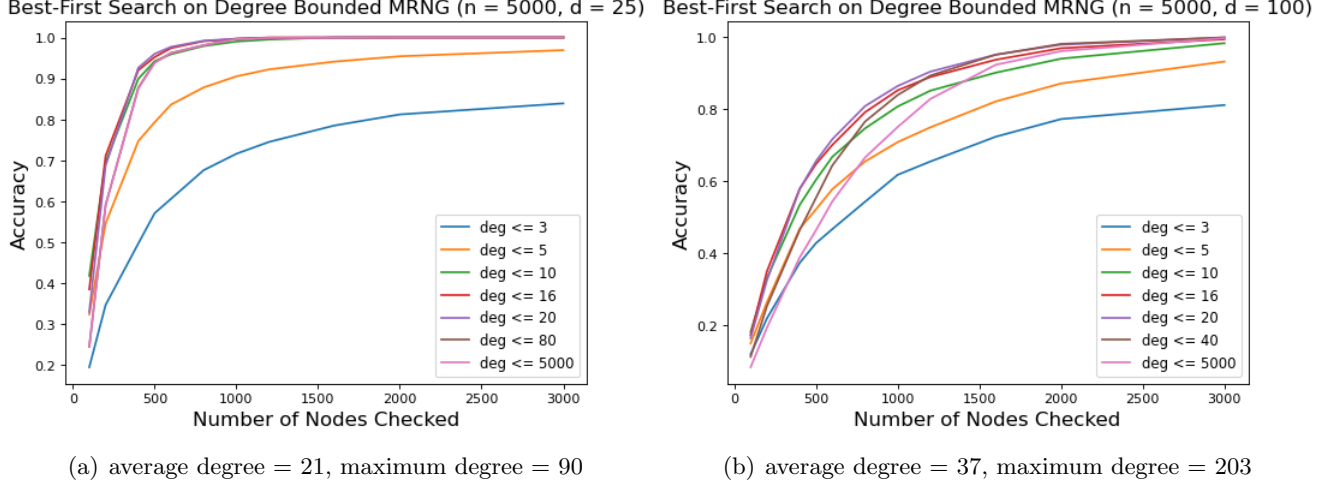 Best-First Search on Degree Bounded MRNG (n = 5000, d = 25)
1.0
0.9
0.8
0.7
0.6
0.5
0.4
0.3
0.2
Accuracy
deg <= 3
deg <= 5
deg <= 10
deg <= 16
deg <= 20
deg <= 80
deg <= 5000
0 500 1000 1500 2000 2500 3000
Number of Nodes Checked
(a) average degree = 21, maximum degree = 90
Best-First Search on Degree Bounded MRNG (n = 5000, d = 100)
1.0
0.8
0.6
0.4
0.2
Accuracy
deg <= 3
deg <= 5
deg <= 10
deg <= 16
deg <= 20
deg <= 40
deg <= 5000
0 500 1000 1500 2000 2500 3000
Number of Nodes Checked
(b) average degree = 37, maximum degree = 203